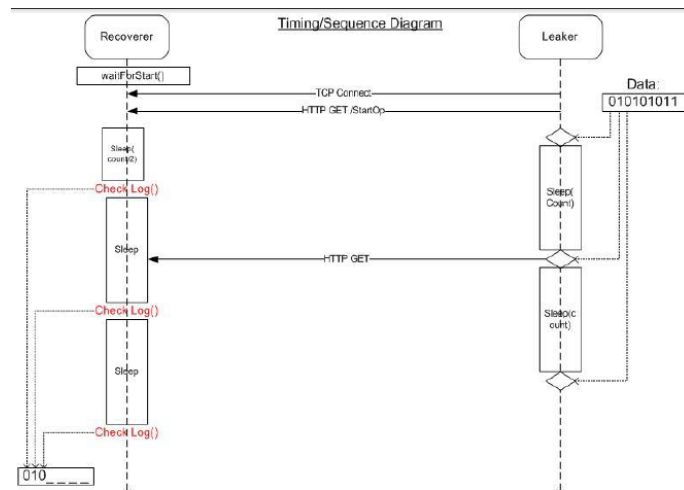 Timing/Sequence Diagram
Recoverer
Leaker
waitForStart()
TCP Connect
Data:
010101011
HTTP GET /StartOp
Sleep(
count/2)
Check Log()
Sleep(
Count)
Sleep
HTTP GET
Check Log()
Sleep(c
ount)
Sleep
Check Log()
010_ _ _ _